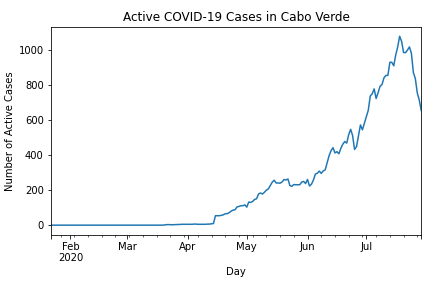 Active COVID-19 Cases in Cabo Verde
Number of Active Cases
1000
800
600
400
200
0
Feb Mar Apr May Jun Jul
2020
Day